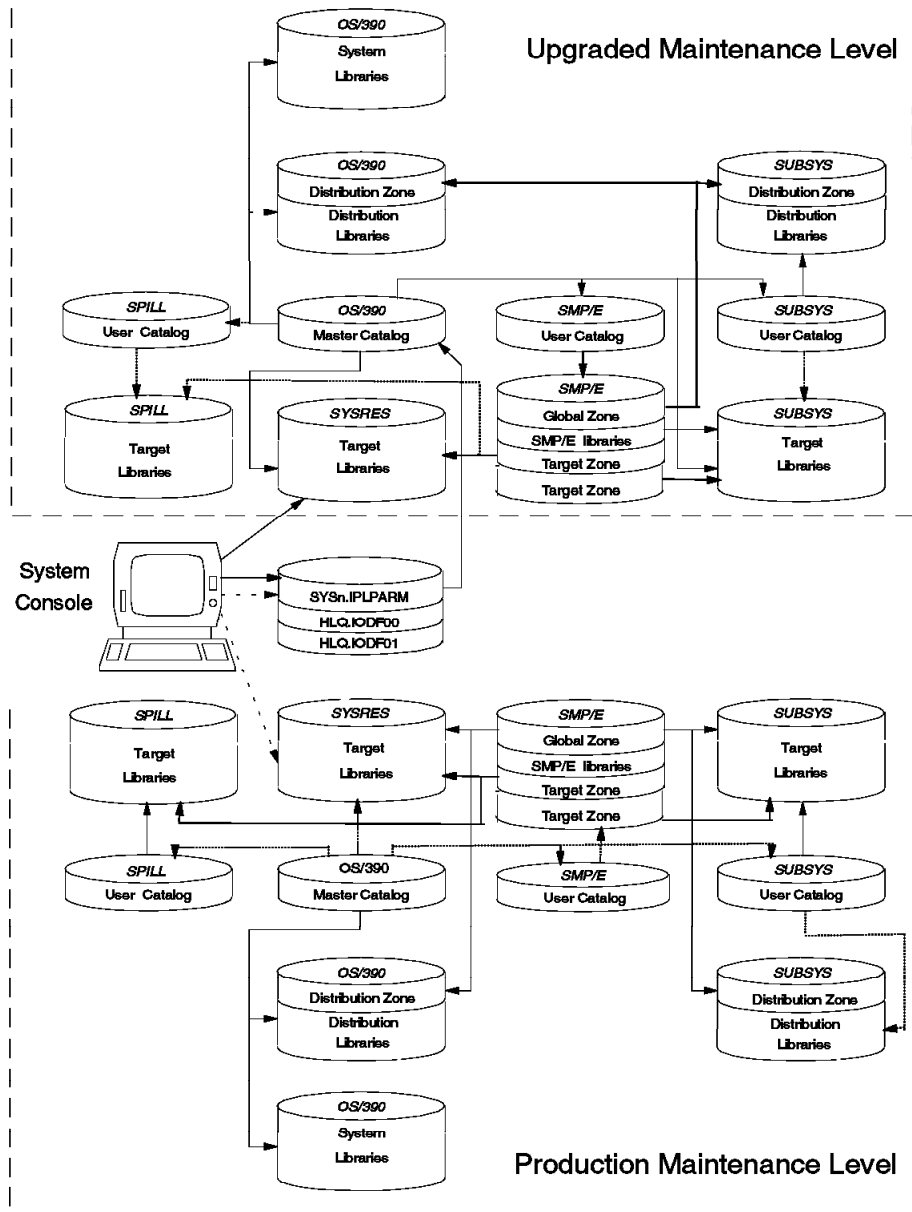 OS/390
System
Libraries
Upgraded Maintenance Level
OS/390
Distribution Zone
Distribution
Libraries
SUBSYS
Distribution Zone
Distribution
Libraries
SPILL
User Catalog
OS/390
Master Catalog
SMP/E
User Catalog
SUBSYS
User Catalog
SPILL
Target
Libraries
SYSRES
Target
Libraries
SMP/E
Global Zone
SMP/E libraries
Target Zone
Target Zone
SUBSYS
Target
Libraries
System
Console
SYSn.IPLPARM
HLQ.IODF00
HLQ.IODF01
SPILL
Target
Libraries
SYSRES
Target
Libraries
SMP/E
Global Zone
SMP/E libraries
Target Zone
Target Zone
SUBSYS
Target
Libraries
SPILL
User Catalog
OS/390
Master Catalog
SMP/E
User Catalog
SUBSYS
User Catalog
OS/390
Distribution Zone
Distribution
Libraries
SUBSYS
Distribution Zone
Distribution
Libraries
OS/390
System
Libraries
Production Maintenance Level